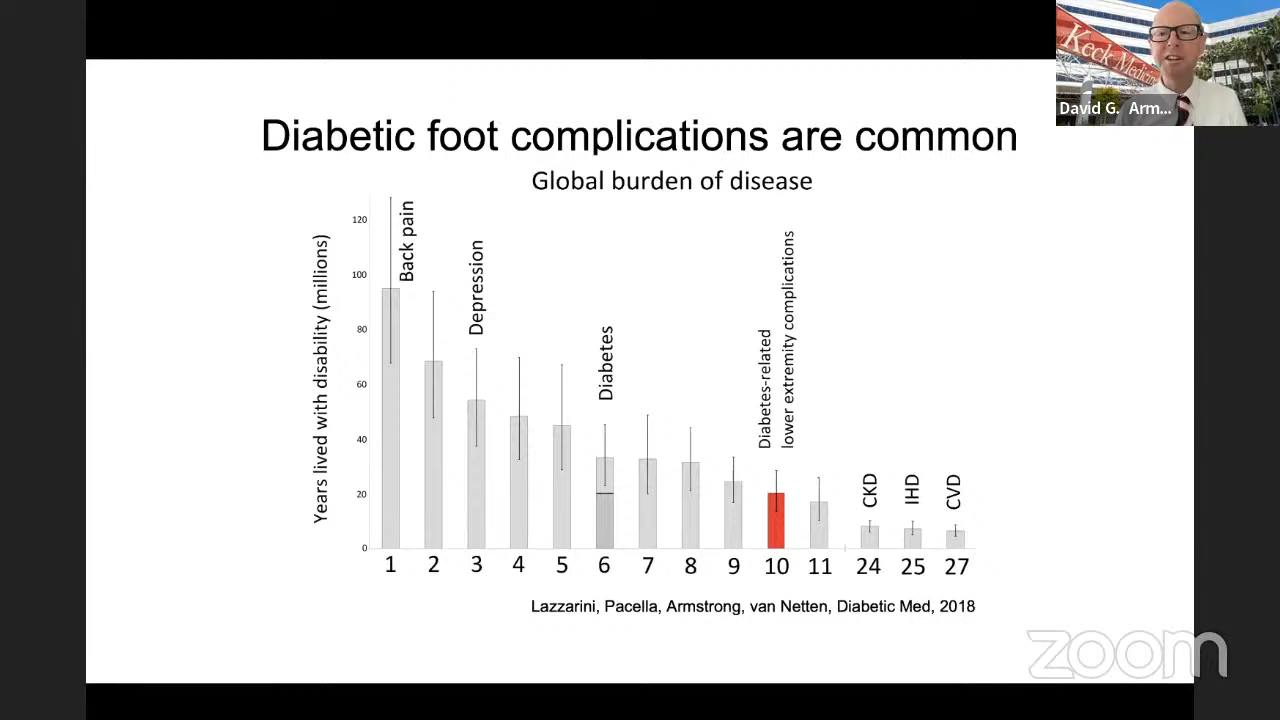 Keck Medicin
David G. Arm...
Diabetic foot complications are common
Global burden of disease
Years lived with disability (millions)
120
100
80
60
40
20
0
Back pain
Depression
Diabetes
Diabetes-related
lower extremity complications
CKD
IHD
CVD
1 2 3 4 5 6 7 8 9 10 11 24 25 27
Lazzarini, Pacella, Armstrong, van Netten, Diabetic Med, 2018
zoom